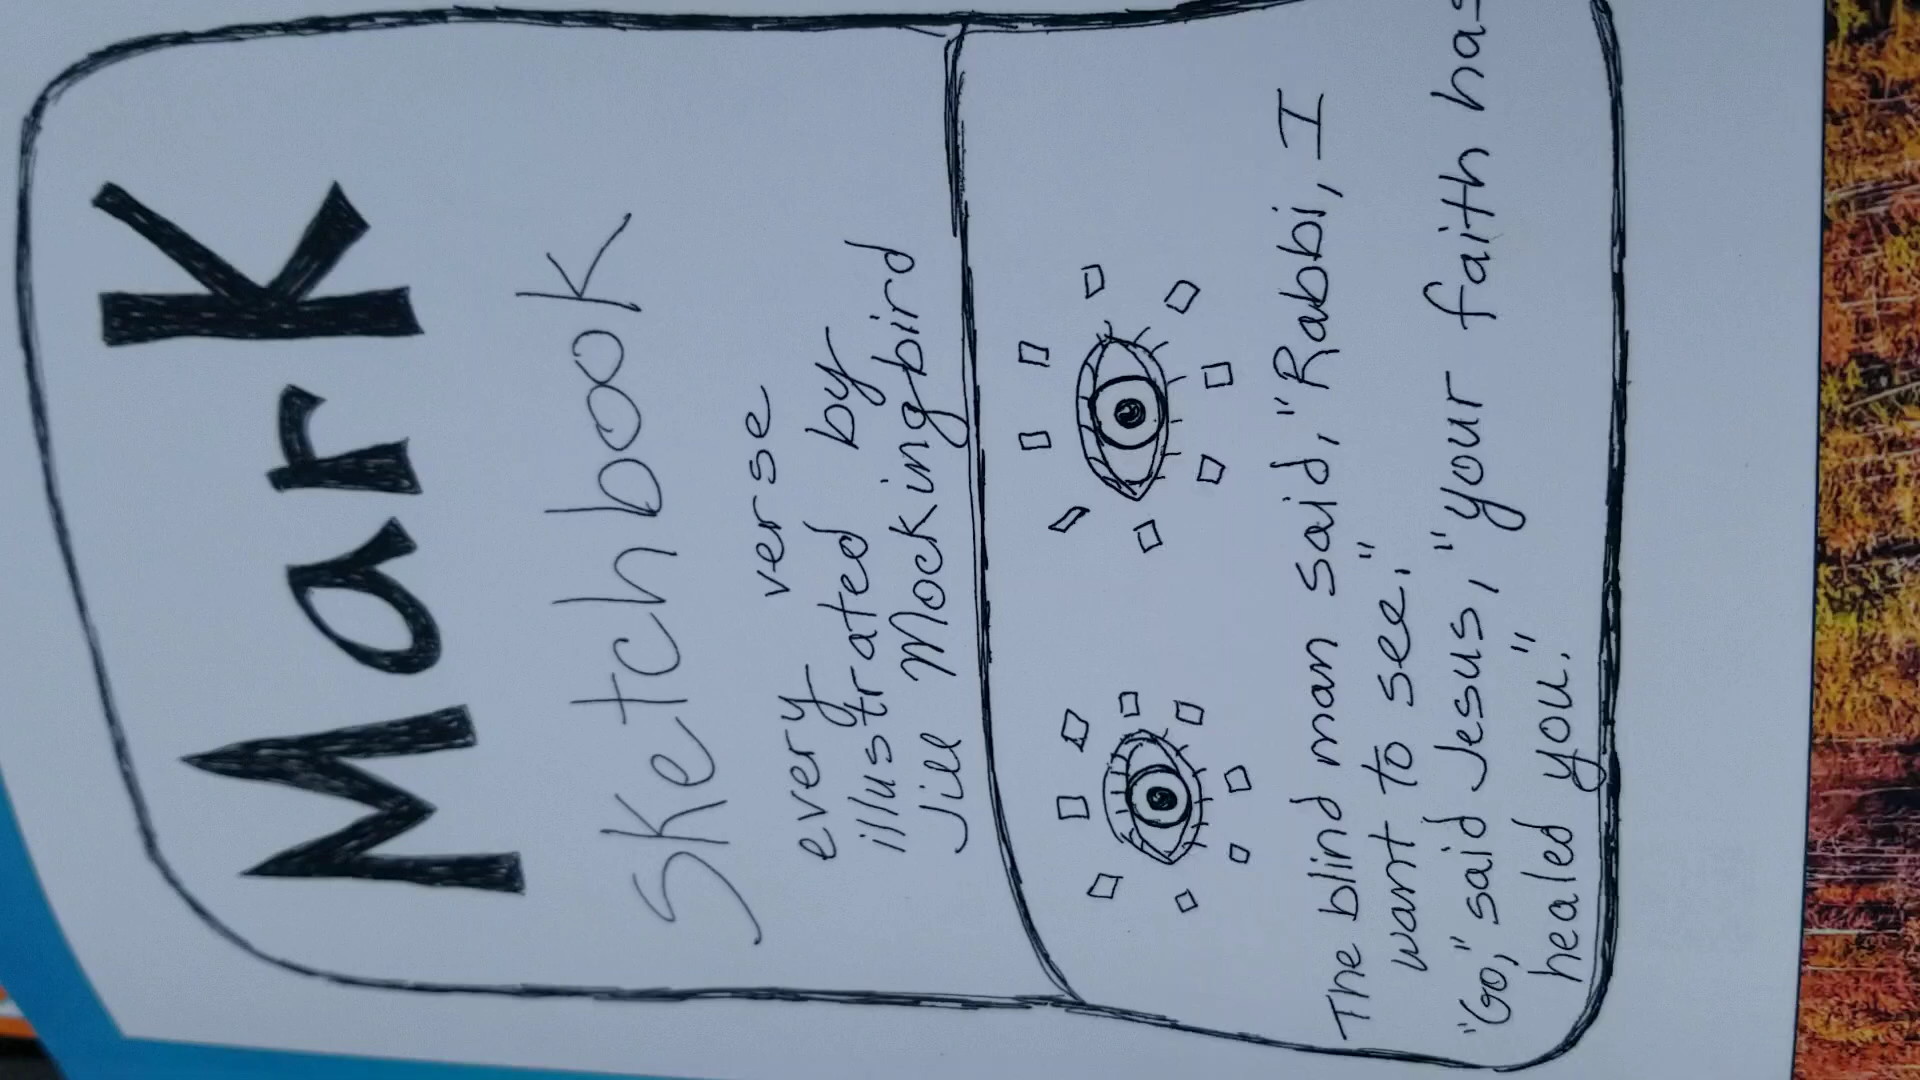 Mark
Sketchbook
every verse
illustrated by
Jill Mockingbird
The blind man said, "Rabbi, I
want to see."
"Go," said Jesus, "your faith has
healed you."